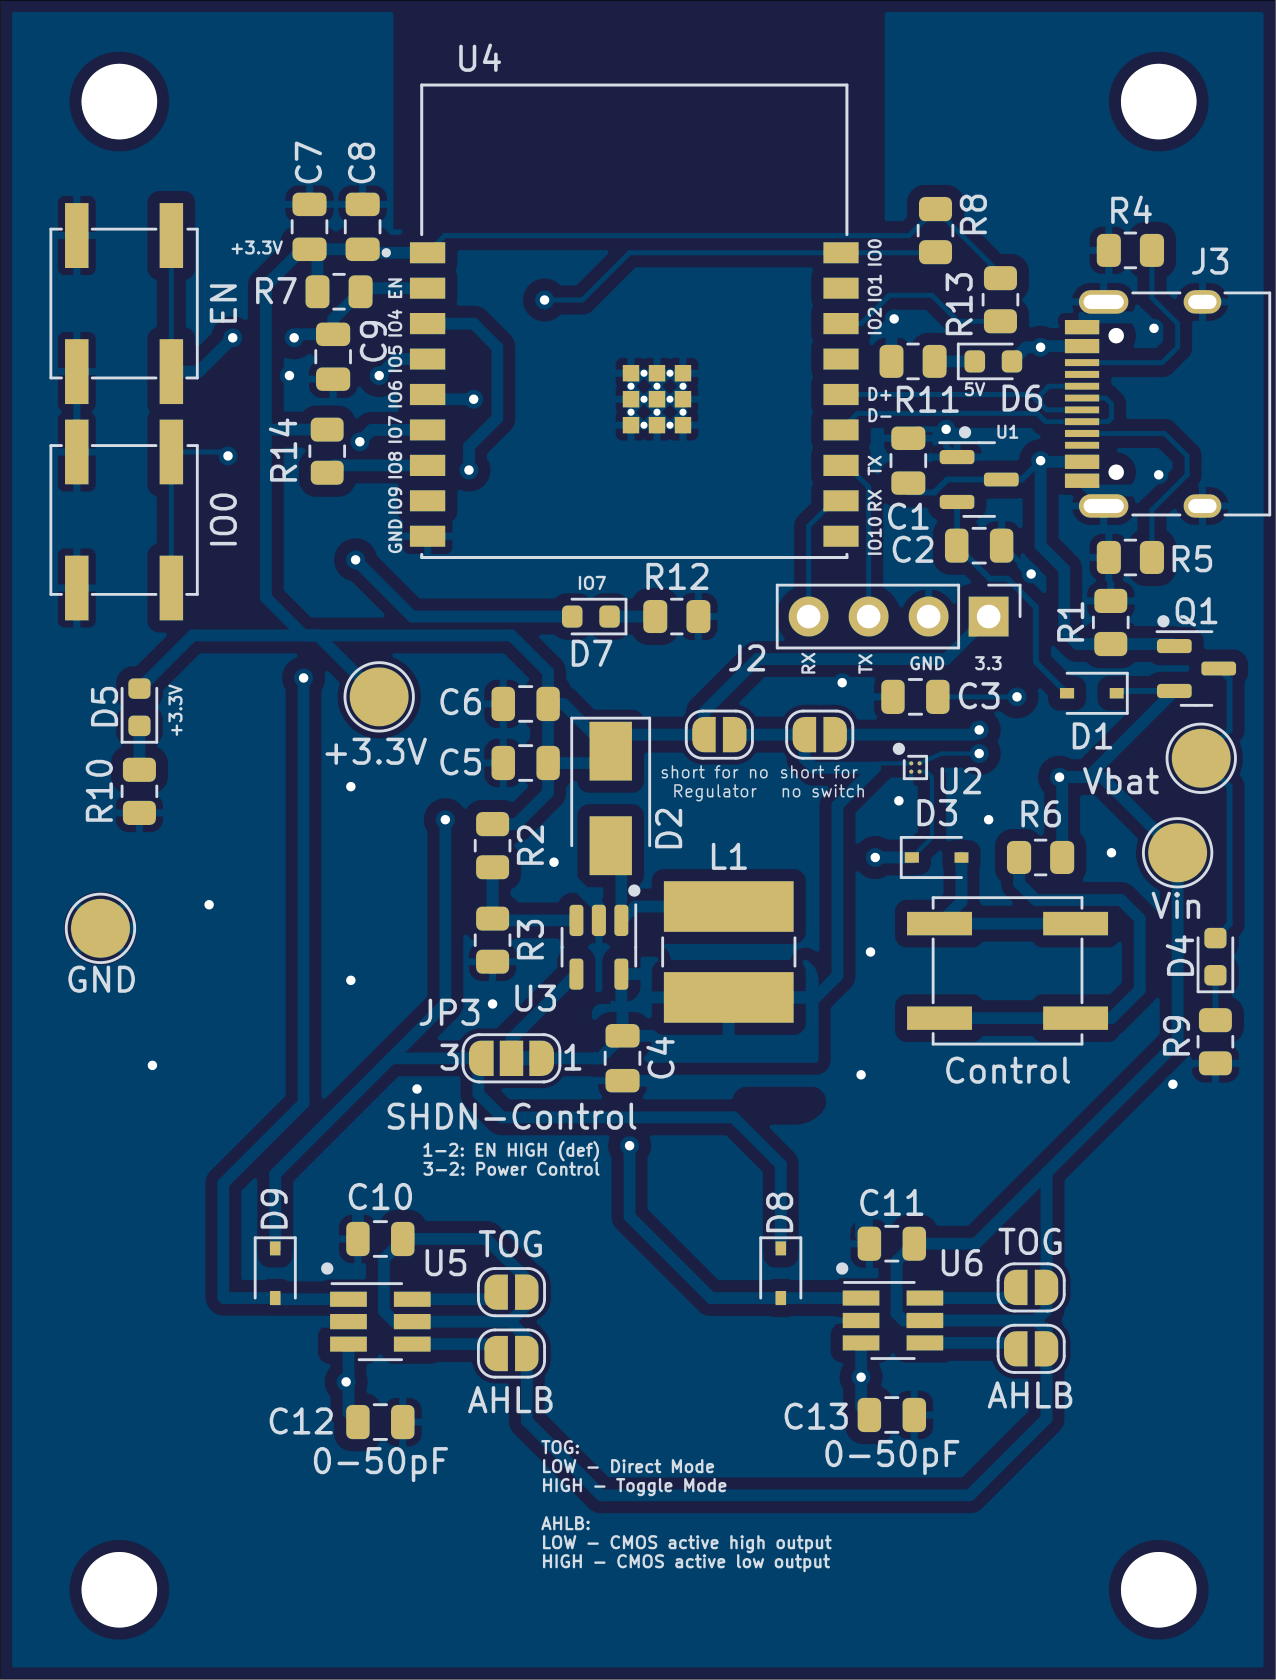 U4
C7
C8
R8
R4
+3.3V
IO0
J3
R7
EN
EN
IO1
R13
IO4
IO2
C9
IO5
5V
IO6
D+
R11
D6
D-
IO7
U1
R14
IO8
TX
IO9
RX
C1
IO0
GND
IO10
C2
R5
IO7
R12
D7
R1
Q1
J2
RX
TX
GND
3.3
D5
+3.3V
C6
C3
D1
+3.3V
C5
short for no
Regulator
short for
no switch
U2
Vbat
R10
R2
D2
D3
R6
L1
Vin
R3
GND
D4
U3
JP3
3
1
C4
R9
Control
SHDN-Control
1-2: EN HIGH (def)
3-2: Power Control
C10
C11
D9
D8
TOG
TOG
U5
U6
AHLB
AHLB
C12
C13
0-50pF
0-50pF
TOG:
LOW - Direct Mode
HIGH - Toggle Mode
AHLB:
LOW - CMOS active high output
HIGH - CMOS active low output